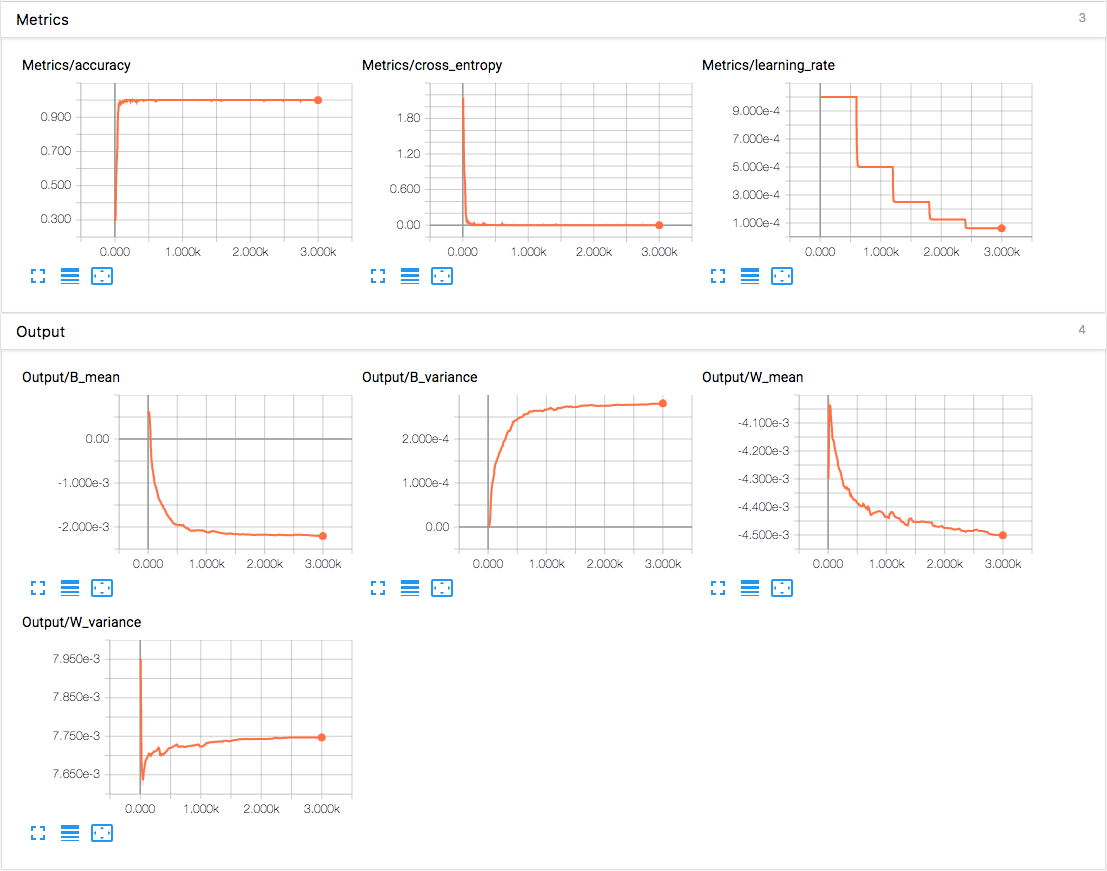 Metrics 3
Metrics/accuracy Metrics/cross_entropy Metrics/learning_rate
0.900
0.700
0.500
0.300
0.000 1.000k 2.000k 3.000k
1.80
1.20
0.600
0.00
0.000 1.000k 2.000k 3.000k
9.000e-4
7.000e-4
5.000e-4
3.000e-4
1.000e-4
0.000 1.000k 2.000k 3.000k
Output 4
Output/B_mean Output/B_variance Output/W_mean
0.00
-1.000e-3
-2.000e-3
0.000 1.000k 2.000k 3.000k
2.000e-4
1.000e-4
0.00
0.000 1.000k 2.000k 3.000k
-4.100e-3
-4.200e-3
-4.300e-3
-4.400e-3
-4.500e-3
0.000 1.000k 2.000k 3.000k
Output/W_variance
7.950e-3
7.850e-3
7.750e-3
7.650e-3
0.000 1.000k 2.000k 3.000k